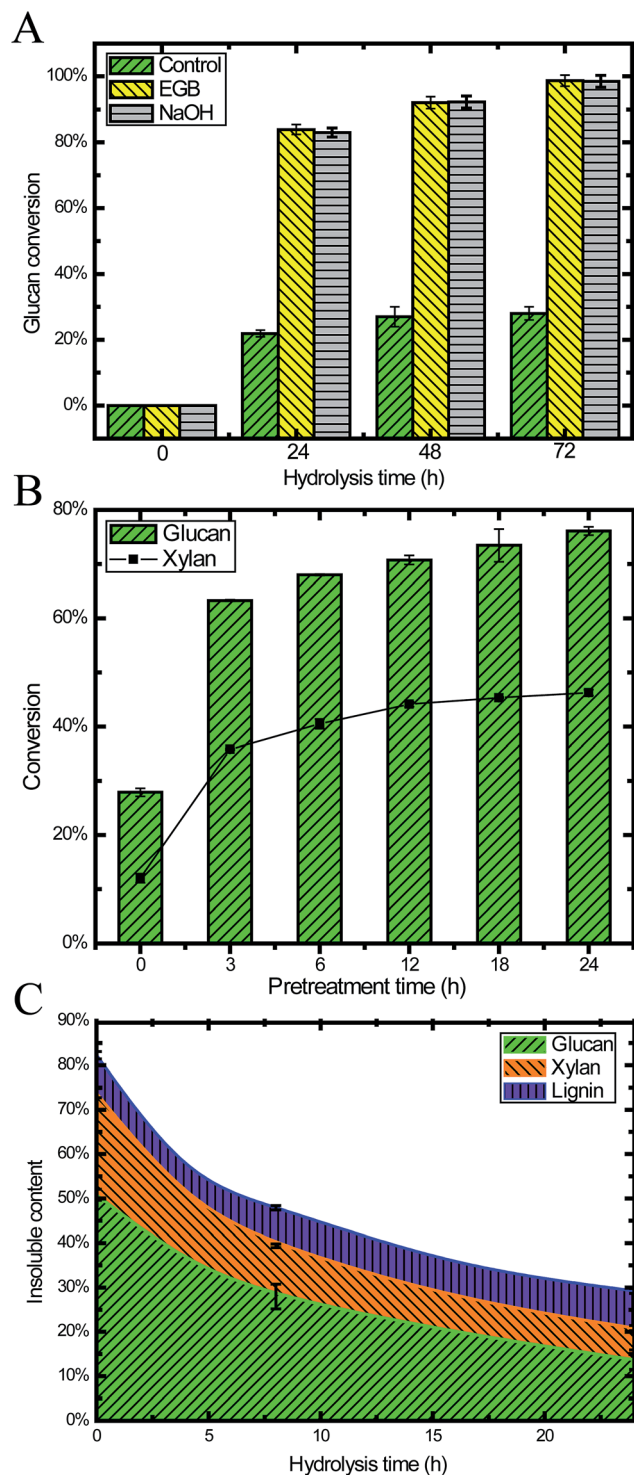 A
Control
EGB
NaOH
100%
80%
60%
40%
20%
0%
Glucan conversion
0 24 48 72
Hydrolysis time (h)
B
80%
Glucan
Xylan
60%
40%
20%
0%
Conversion
0 3 6 12 18 24
Pretreatment time (h)
C
90%
Glucan
Xylan
Lignin
80%
70%
60%
50%
40%
30%
20%
10%
0%
Insoluble content
0 5 10 15 20
Hydrolysis time (h)